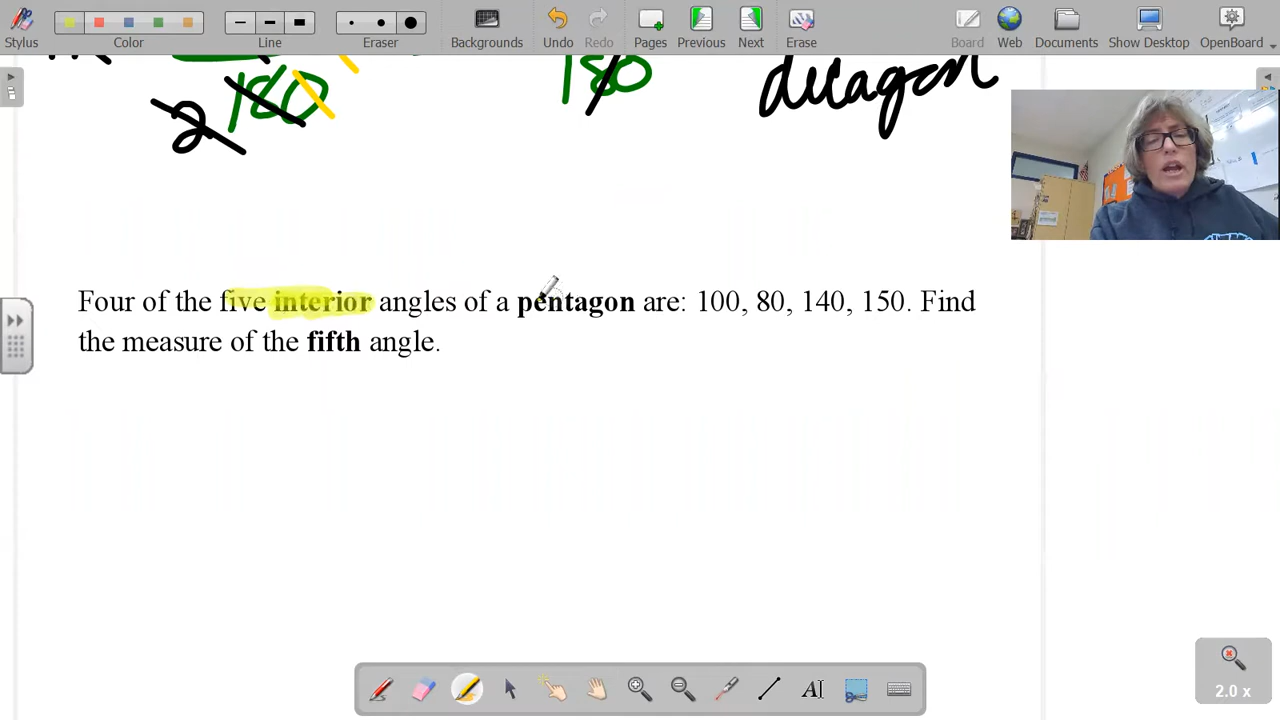 Stylus Color Line Eraser Backgrounds Undo Redo Pages Previous Next Erase Board Web Documents Show Desktop OpenBoard
180 180 decagon
2
Four of the five interior angles of a pentagon are: 100, 80, 140, 150. Find
the measure of the fifth angle.
2.0 x